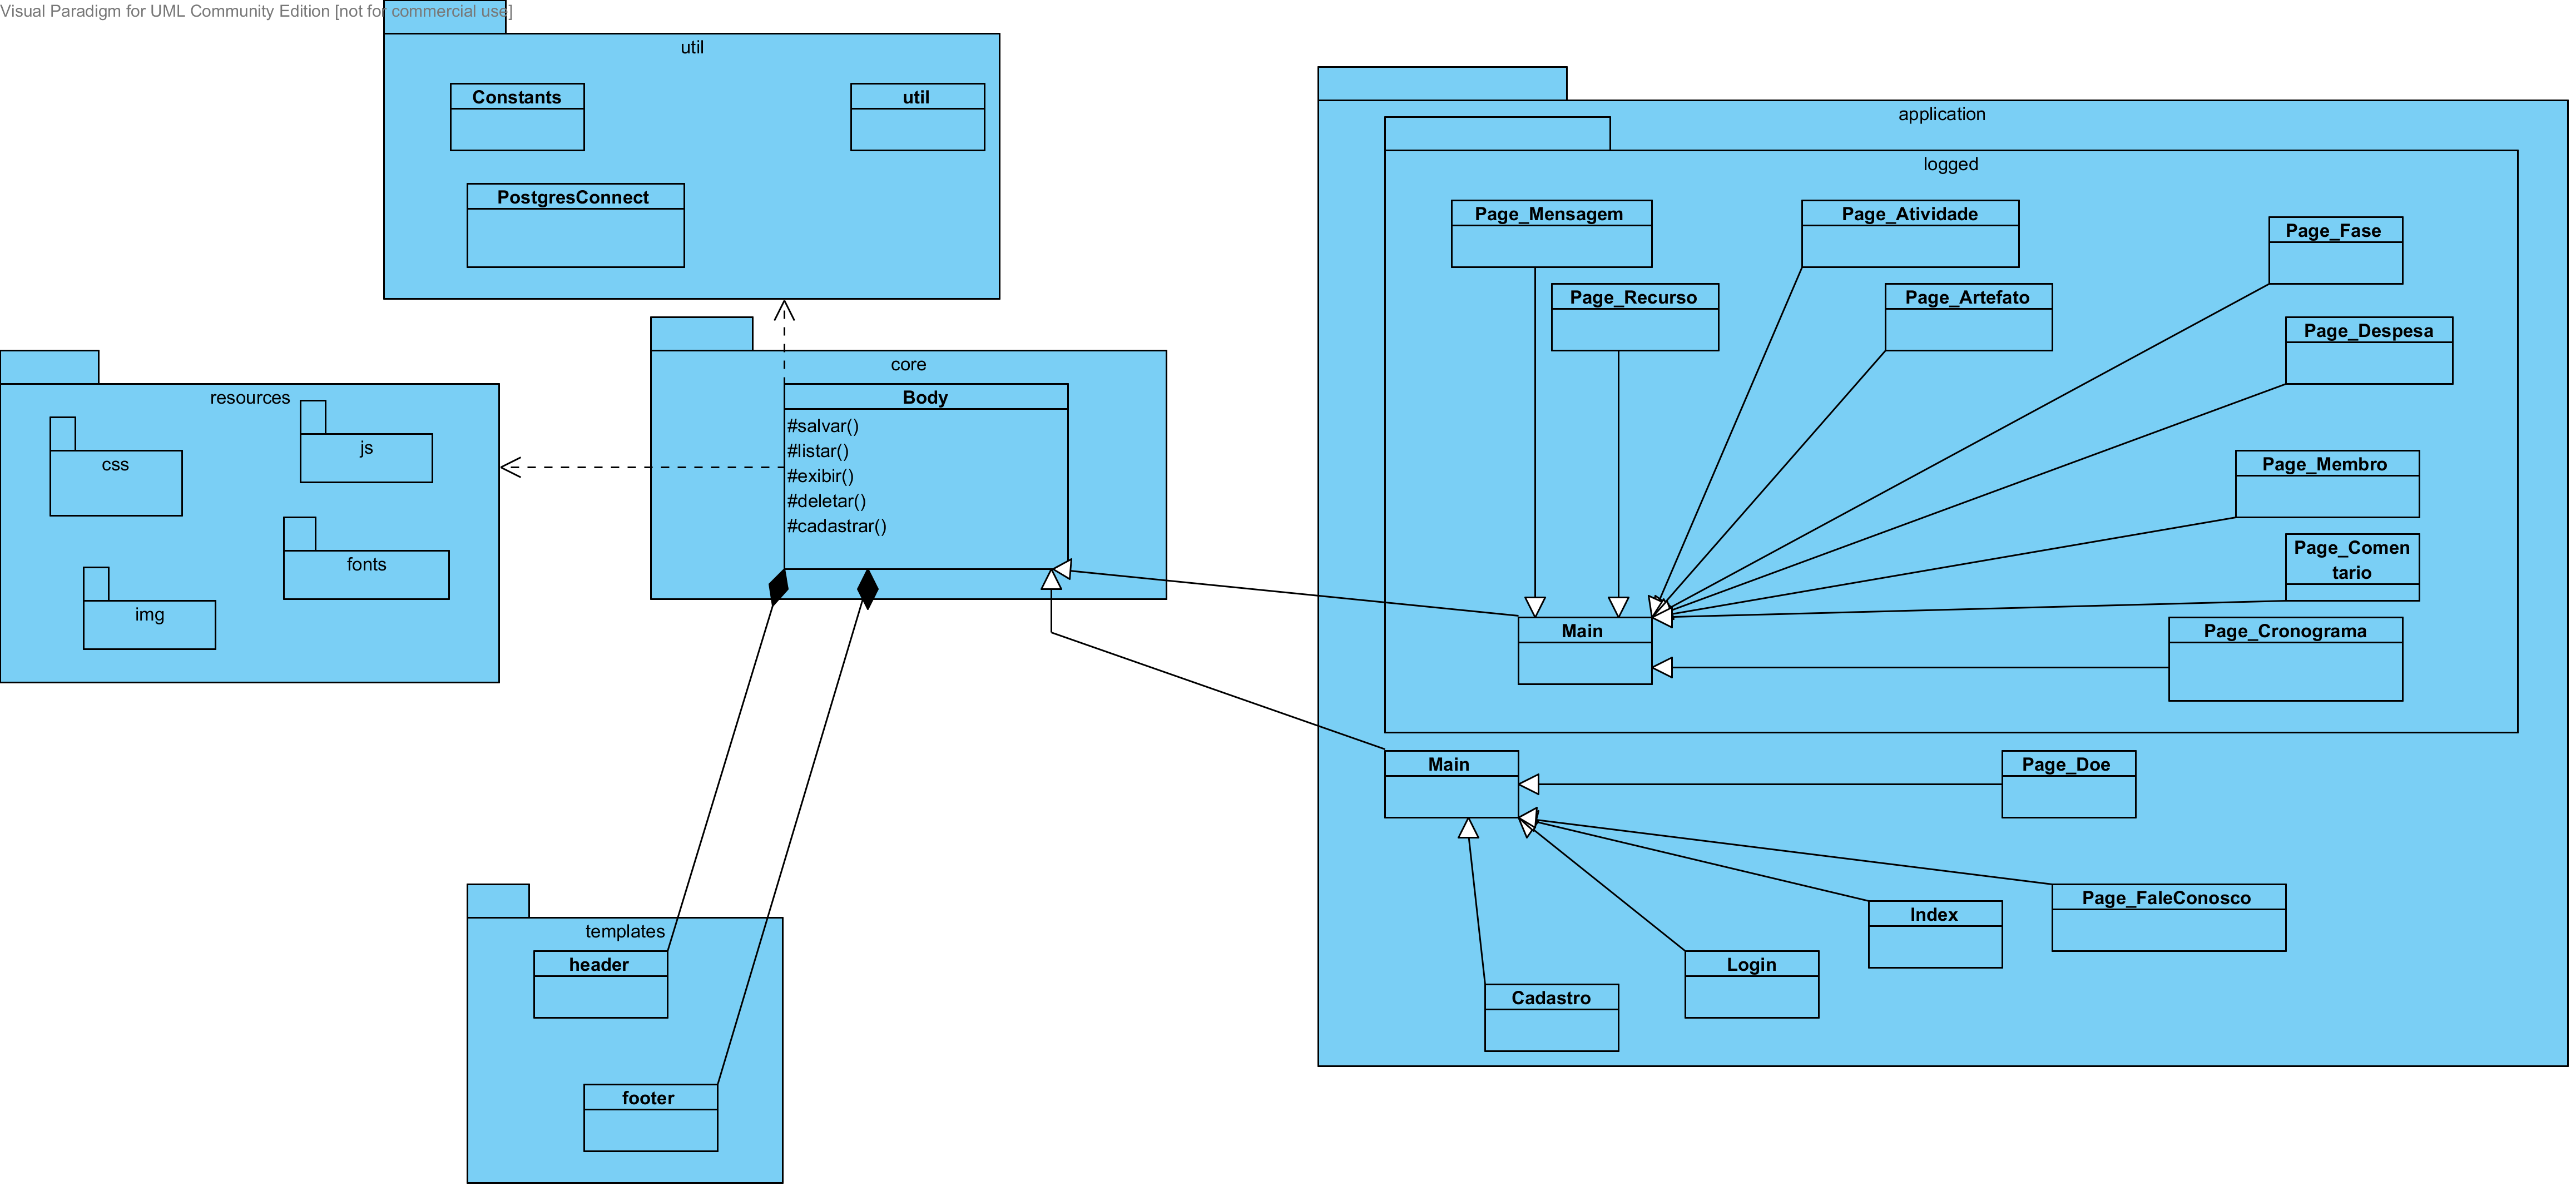 Visual Paradigm for UML Community Edition [not for commercial use]
util
Constants
util
PostgresConnect
application
logged
Page_Mensagem
Page_Atividade
Page_Fase
Page_Recurso
Page_Artefato
Page_Despesa
core
Body
#salvar()
#listar()
#exibir()
#deletar()
#cadastrar()
resources
js
css
fonts
img
Page_Membro
Page_Comen
tario
Main
Page_Cronograma
Main
Page_Doe
Page_FaleConosco
Index
Login
Cadastro
templates
header
footer